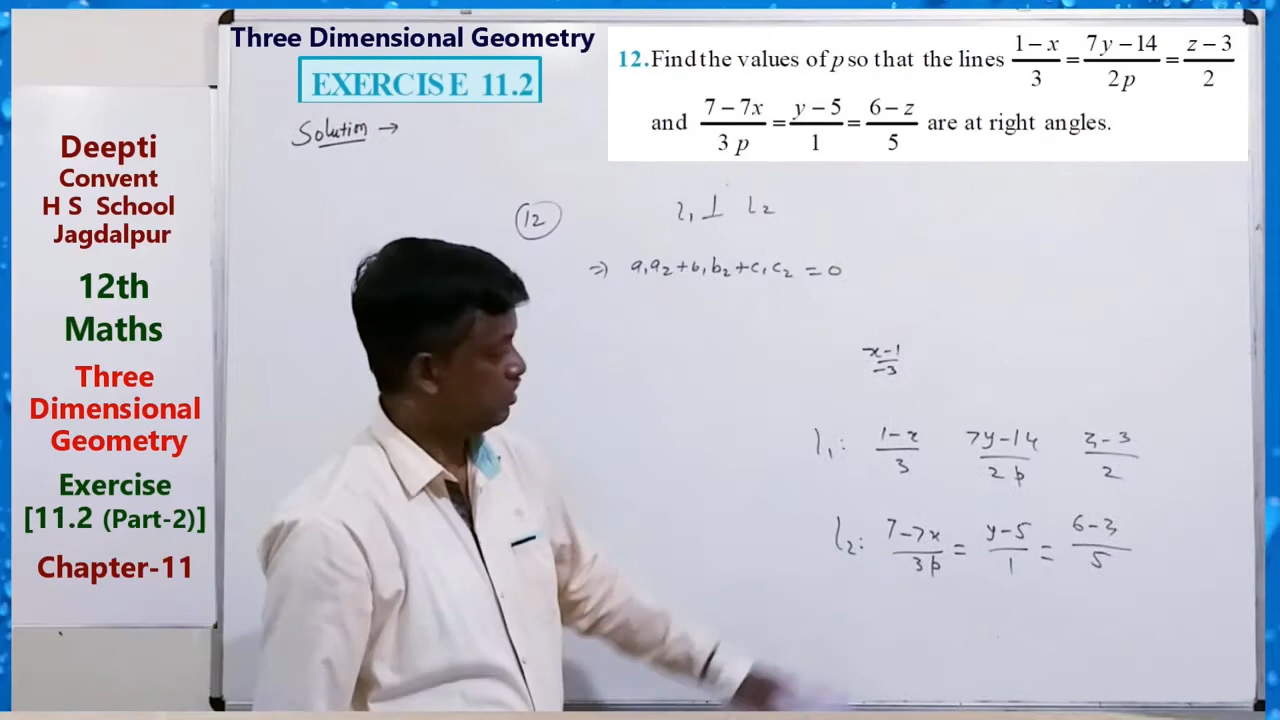 Three Dimensional Geometry
EXERCISE 11.2
12. Find the values of p so that the lines (1 – x)/3 = (7y – 14)/2p = (z – 3)/2
and (7 – 7x)/3p = (y – 5)/1 = (6 – z)/5 are at right angles.
Deepti
Convent
H S School
Jagdalpur
12th
Maths
Three
Dimensional
Geometry
Exercise
[11.2 (Part-2)]
Chapter-11
Solution →
12
l₁ ⊥ l₂
⇒ a₁a₂ + b₁b₂ + c₁c₂ = 0
(x–1)/–3
l₁: (1–x)/3 (7y–14)/2p (z–3)/2
l₂: (7–7x)/3p = (y–5)/1 = (6–z)/5